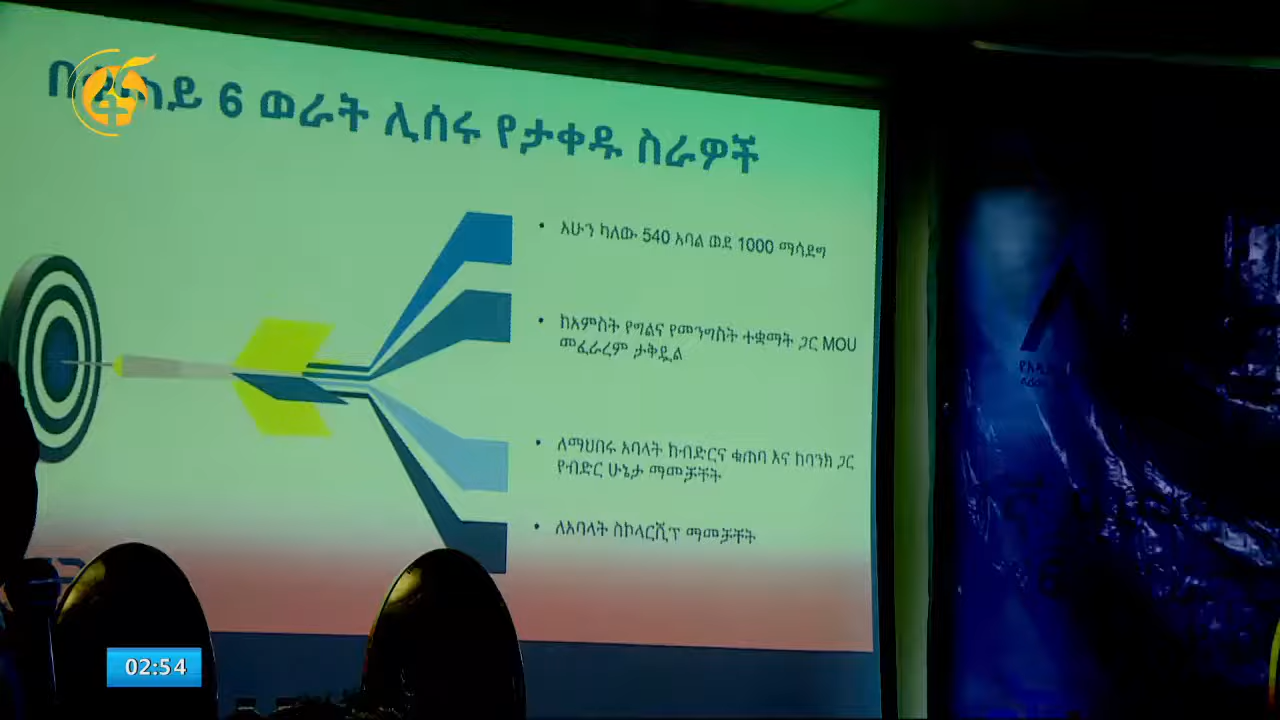 6 ወራት ሊሰሩ የታቀዱ ስራዎች
• አሁን ካለው 540 አባል ወደ 1000 ማሳደግ
• ከአምስት የግልና የመንግስት ተቋማት ጋር MOU
መፈራረም ታቅዷል
• ለማህበሩ አባላት ከብድርና ቁጠባ እና ከባንክ ጋር
የብድር ሁኔታ ማመቻቸት
• ለአባላት ስኮላርሺፕ ማመቻቸት
02:54